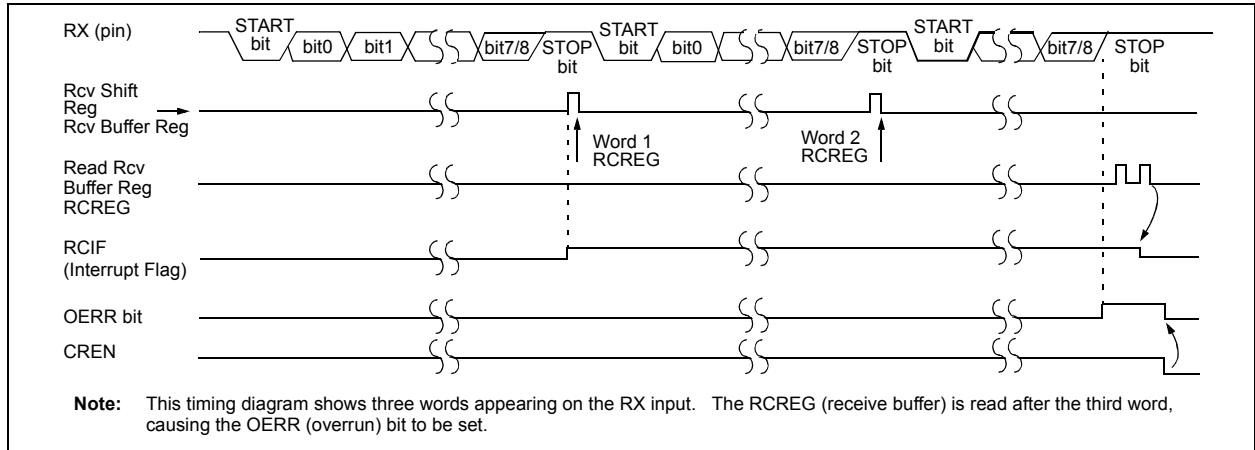 RX (pin)
START bit
bit0
bit1
bit7/8
STOP bit
START bit
bit0
bit7/8
STOP bit
START bit
bit7/8
STOP bit
Rcv Shift
Reg
Rcv Buffer Reg
Word 1
RCREG
Word 2
RCREG
Read Rcv
Buffer Reg
RCREG
RCIF
(Interrupt Flag)
OERR bit
CREN
Note: This timing diagram shows three words appearing on the RX input. The RCREG (receive buffer) is read after the third word,
causing the OERR (overrun) bit to be set.